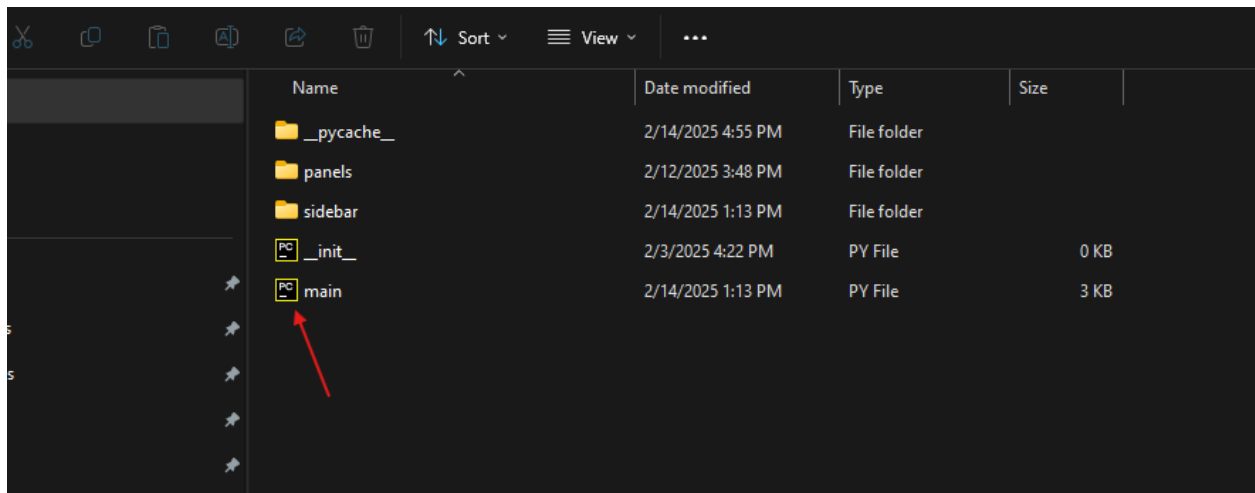 Sort View
Name Date modified Type Size
__pycache__ 2/14/2025 4:55 PM File folder
panels 2/12/2025 3:48 PM File folder
sidebar 2/14/2025 1:13 PM File folder
PC __init__ 2/3/2025 4:22 PM PY File 0 KB
PC main 2/14/2025 1:13 PM PY File 3 KB
s
s